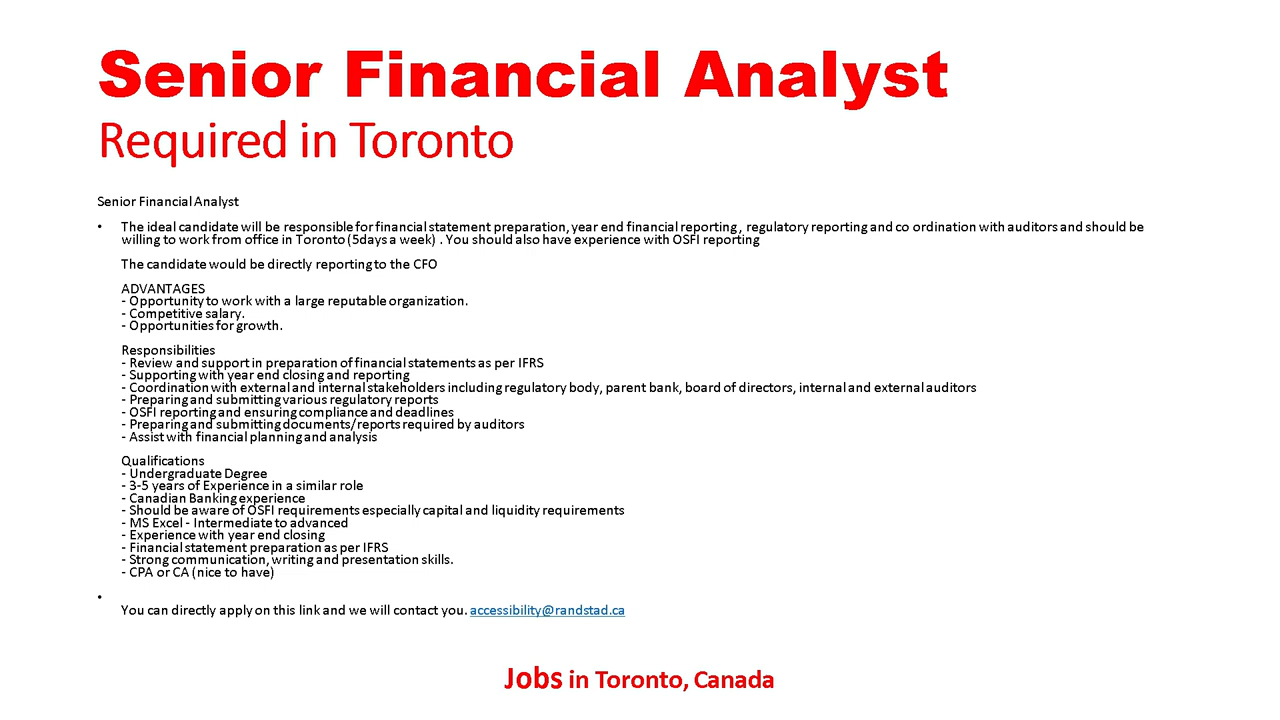 Senior Financial Analyst
Required in Toronto
Senior Financial Analyst
• The ideal candidate will be responsible for financial statement preparation, year end financial reporting , regulatory reporting and co ordination with auditors and should be
willing to work from office in Toronto (5days a week) . You should also have experience with OSFI reporting
The candidate would be directly reporting to the CFO
ADVANTAGES
- Opportunity to work with a large reputable organization.
- Competitive salary.
- Opportunities for growth.
Responsibilities
- Review and support in preparation of financial statements as per IFRS
- Supporting with year end closing and reporting
- Coordination with external and internal stakeholders including regulatory body, parent bank, board of directors, internal and external auditors
- Preparing and submitting various regulatory reports
- OSFI reporting and ensuring compliance and deadlines
- Preparing and submitting documents/reports required by auditors
- Assist with financial planning and analysis
Qualifications
- Undergraduate Degree
- 3-5 years of Experience in a similar role
- Canadian Banking experience
- Should be aware of OSFI requirements especially capital and liquidity requirements
- MS Excel - Intermediate to advanced
- Experience with year end closing
- Financial statement preparation as per IFRS
- Strong communication, writing and presentation skills.
- CPA or CA (nice to have)
•
You can directly apply on this link and we will contact you. accessibility@randstad.ca
Jobs in Toronto, Canada